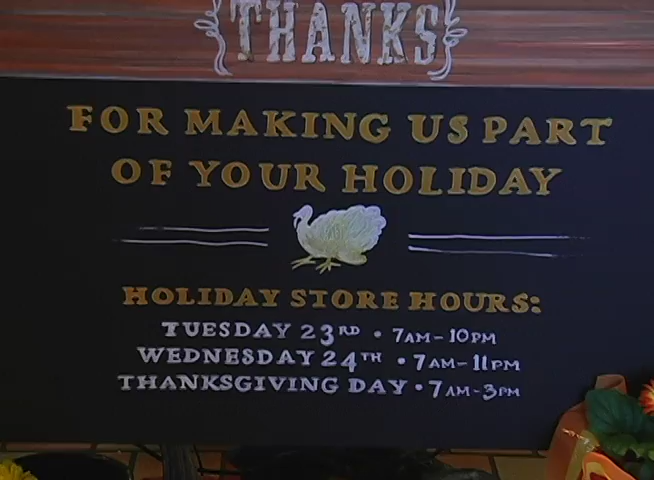 THANKS
FOR MAKING US PART
OF YOUR HOLIDAY
HOLIDAY STORE HOURS:
TUESDAY 23RD • 7AM-10PM
WEDNESDAY 24TH • 7AM-11PM
THANKSGIVING DAY • 7AM-3PM